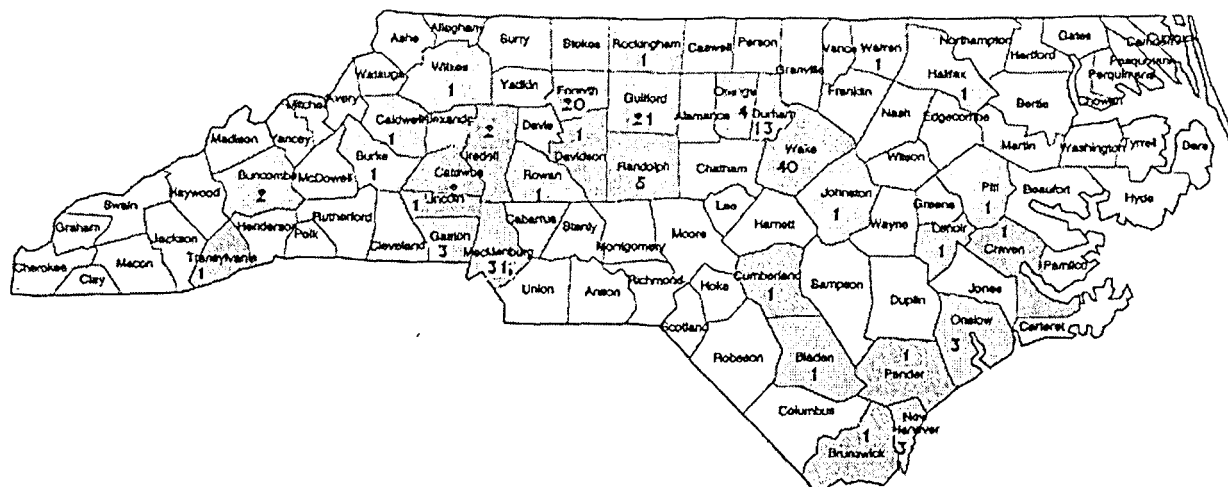 Ashe
Alleghany
Surry
Stokes
Rockingham
1
Caswell
Person
Granville
Vance
Warren
1
Northampton
Hertford
Gates
Camden
Currituck
Pasquotank
Perquimans
Chowan
Watauga
Wilkes
1
Yadkin
Forsyth
20
Guilford
21
Alamance
Orange
4
Durham
13
Franklin
Halifax
1
Bertie
Mitchell
Avery
Caldwell
1
Alexander
Iredell
2
Davie
Davidson
1
Randolph
5
Chatham
Wake
40
Nash
Edgecombe
Martin
Washington
Tyrrell
Dare
Madison
Yancey
Burke
1
McDowell
Catawba
Rowan
1
Wilson
Pitt
1
Beaufort
Hyde
Buncombe
2
Haywood
Swain
Graham
Jackson
Henderson
Polk
Rutherford
Cleveland
Lincoln
1
Gaston
3
Mecklenburg
31
Cabarrus
Stanly
Montgomery
Moore
Lee
Harnett
Johnston
1
Wayne
Greene
Lenoir
1
Craven
1
Pamlico
Cherokee
Clay
Macon
Transylvania
1
Union
Anson
Richmond
Hoke
Scotland
Cumberland
1
Sampson
Duplin
Jones
Carteret
Onslow
3
Robeson
Bladen
1
Pender
1
Columbus
Brunswick
1
New
Hanover
3